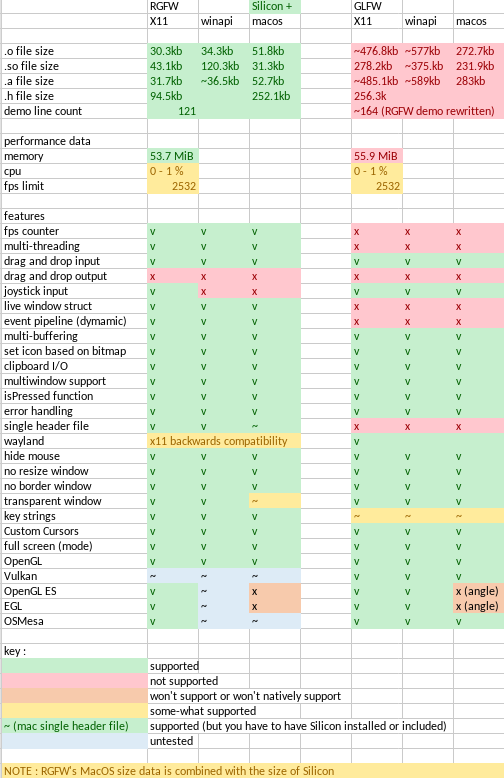 RGFW Silicon + GLFW
X11 winapi macos X11 winapi macos
.o file size 30.3kb 34.3kb 51.8kb ~476.8kb ~577kb 272.7kb
.so file size 43.1kb 120.3kb 31.3kb 278.2kb ~375.kb 231.9kb
.a file size 31.7kb ~36.5kb 52.7kb ~485.1kb ~589kb 283kb
.h file size 94.5kb 252.1kb 256.3k
demo line count 121 ~164 (RGFW demo rewritten)
performance data
memory 53.7 MiB 55.9 MiB
cpu 0 - 1 % 0 - 1 %
fps limit 2532 2532
features
fps counter v v v x x x
multi-threading v v v x x x
drag and drop input v v v v v v
drag and drop output x x x x x x
joystick input v x x v v v
live window struct v v v x x x
event pipeline (dynamic) v v v x x x
multi-buffering v v v v v v
set icon based on bitmap v v v v v v
clipboard I/O v v v v v v
multiwindow support v v v v v v
isPressed function v v v v v v
error handling v v v v v v
single header file v v ~ x x x
wayland x11 backwards compatibility v
hide mouse v v v v v v
no resize window v v v v v v
no border window v v v v v v
transparent window v v ~ v v v
key strings v v v ~ ~ ~
Custom Cursors v v v v v v
full screen (mode) v v v v v v
OpenGL v v v v v v
Vulkan ~ ~ ~ v v v
OpenGL ES v ~ x v v x (angle)
EGL v ~ x v v x (angle)
OSMesa v ~ ~ v v v
key :
supported
not supported
won't support or won't natively support
some-what supported
~ (mac single header file) supported (but you have to have Silicon installed or included)
untested
NOTE : RGFW's MacOS size data is combined with the size of Silicon